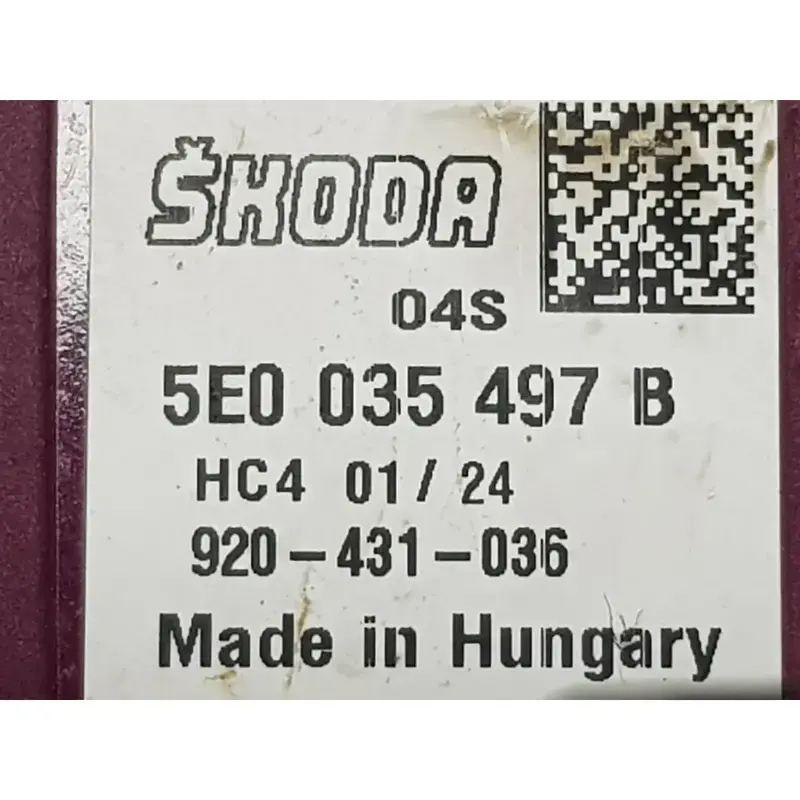 ŠKODA
04S
5E0 035 497 B
HC4 01/24
920-431-036
Made in Hungary